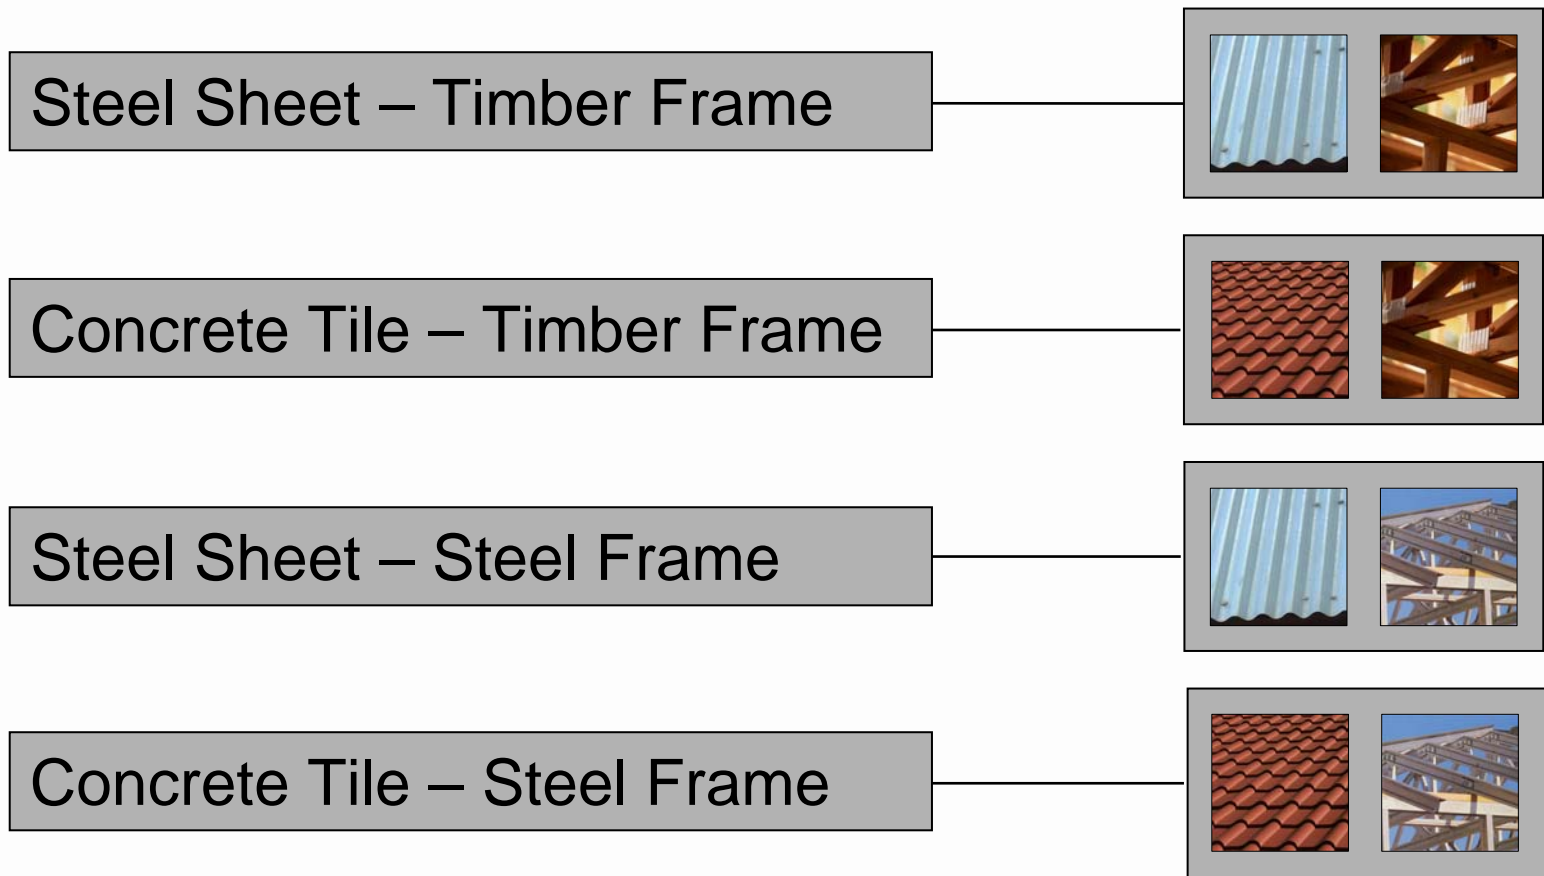 Steel Sheet – Timber Frame
Concrete Tile – Timber Frame
Steel Sheet – Steel Frame
Concrete Tile – Steel Frame